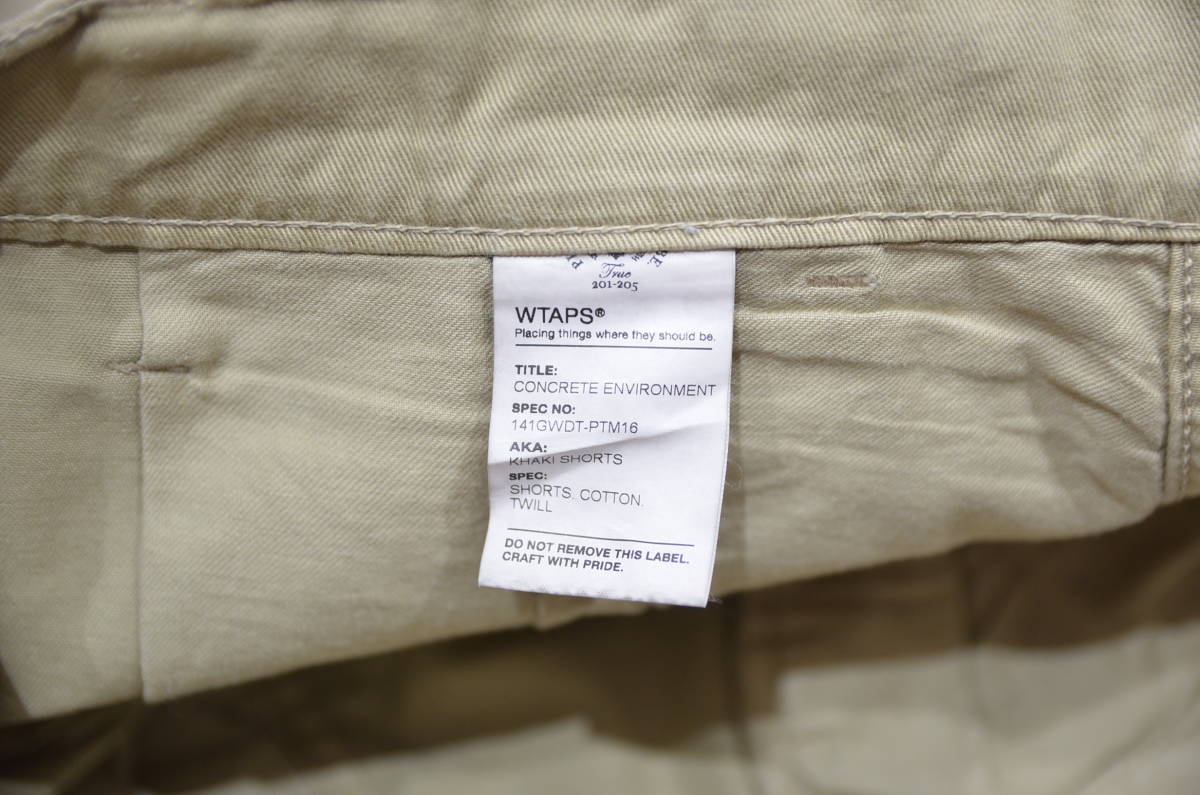 True
201-205
WTAPS®
Placing things where they should be.
TITLE:
CONCRETE ENVIRONMENT
SPEC NO:
141GWDT-PTM16
AKA:
KHAKI SHORTS
SPEC:
SHORTS. COTTON.
TWILL
DO NOT REMOVE THIS LABEL.
CRAFT WITH PRIDE.